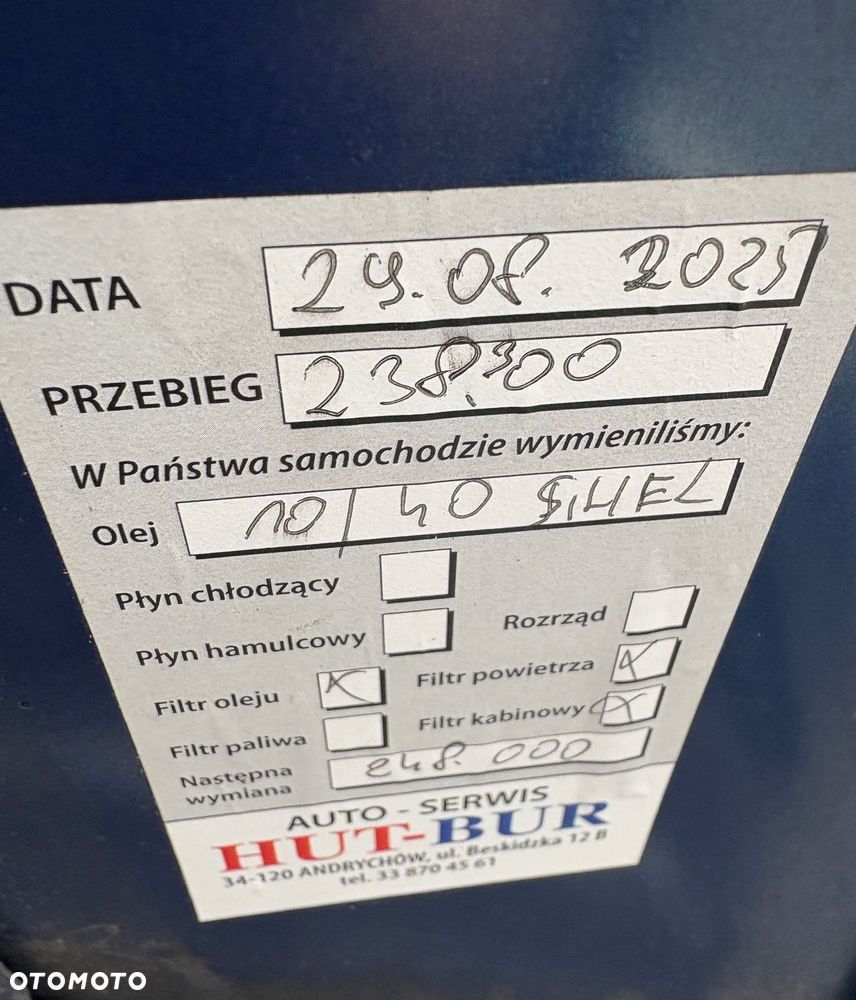 DATA 29.08.2025
PRZEBIEG 238.300
W Państwa samochodzie wymieniliśmy:
Olej 10/40 SHEL
Płyn chłodzący
Płyn hamulcowy Rozrząd
Filtr oleju Filtr powietrza
Filtr paliwa Filtr kabinowy
Następna wymiana 248.000
AUTO - SERWIS
HUT-BUR
34-120 ANDRYCHÓW, ul. Beskidzka 12 B
tel. 33 870 45 61
OTOMOTO